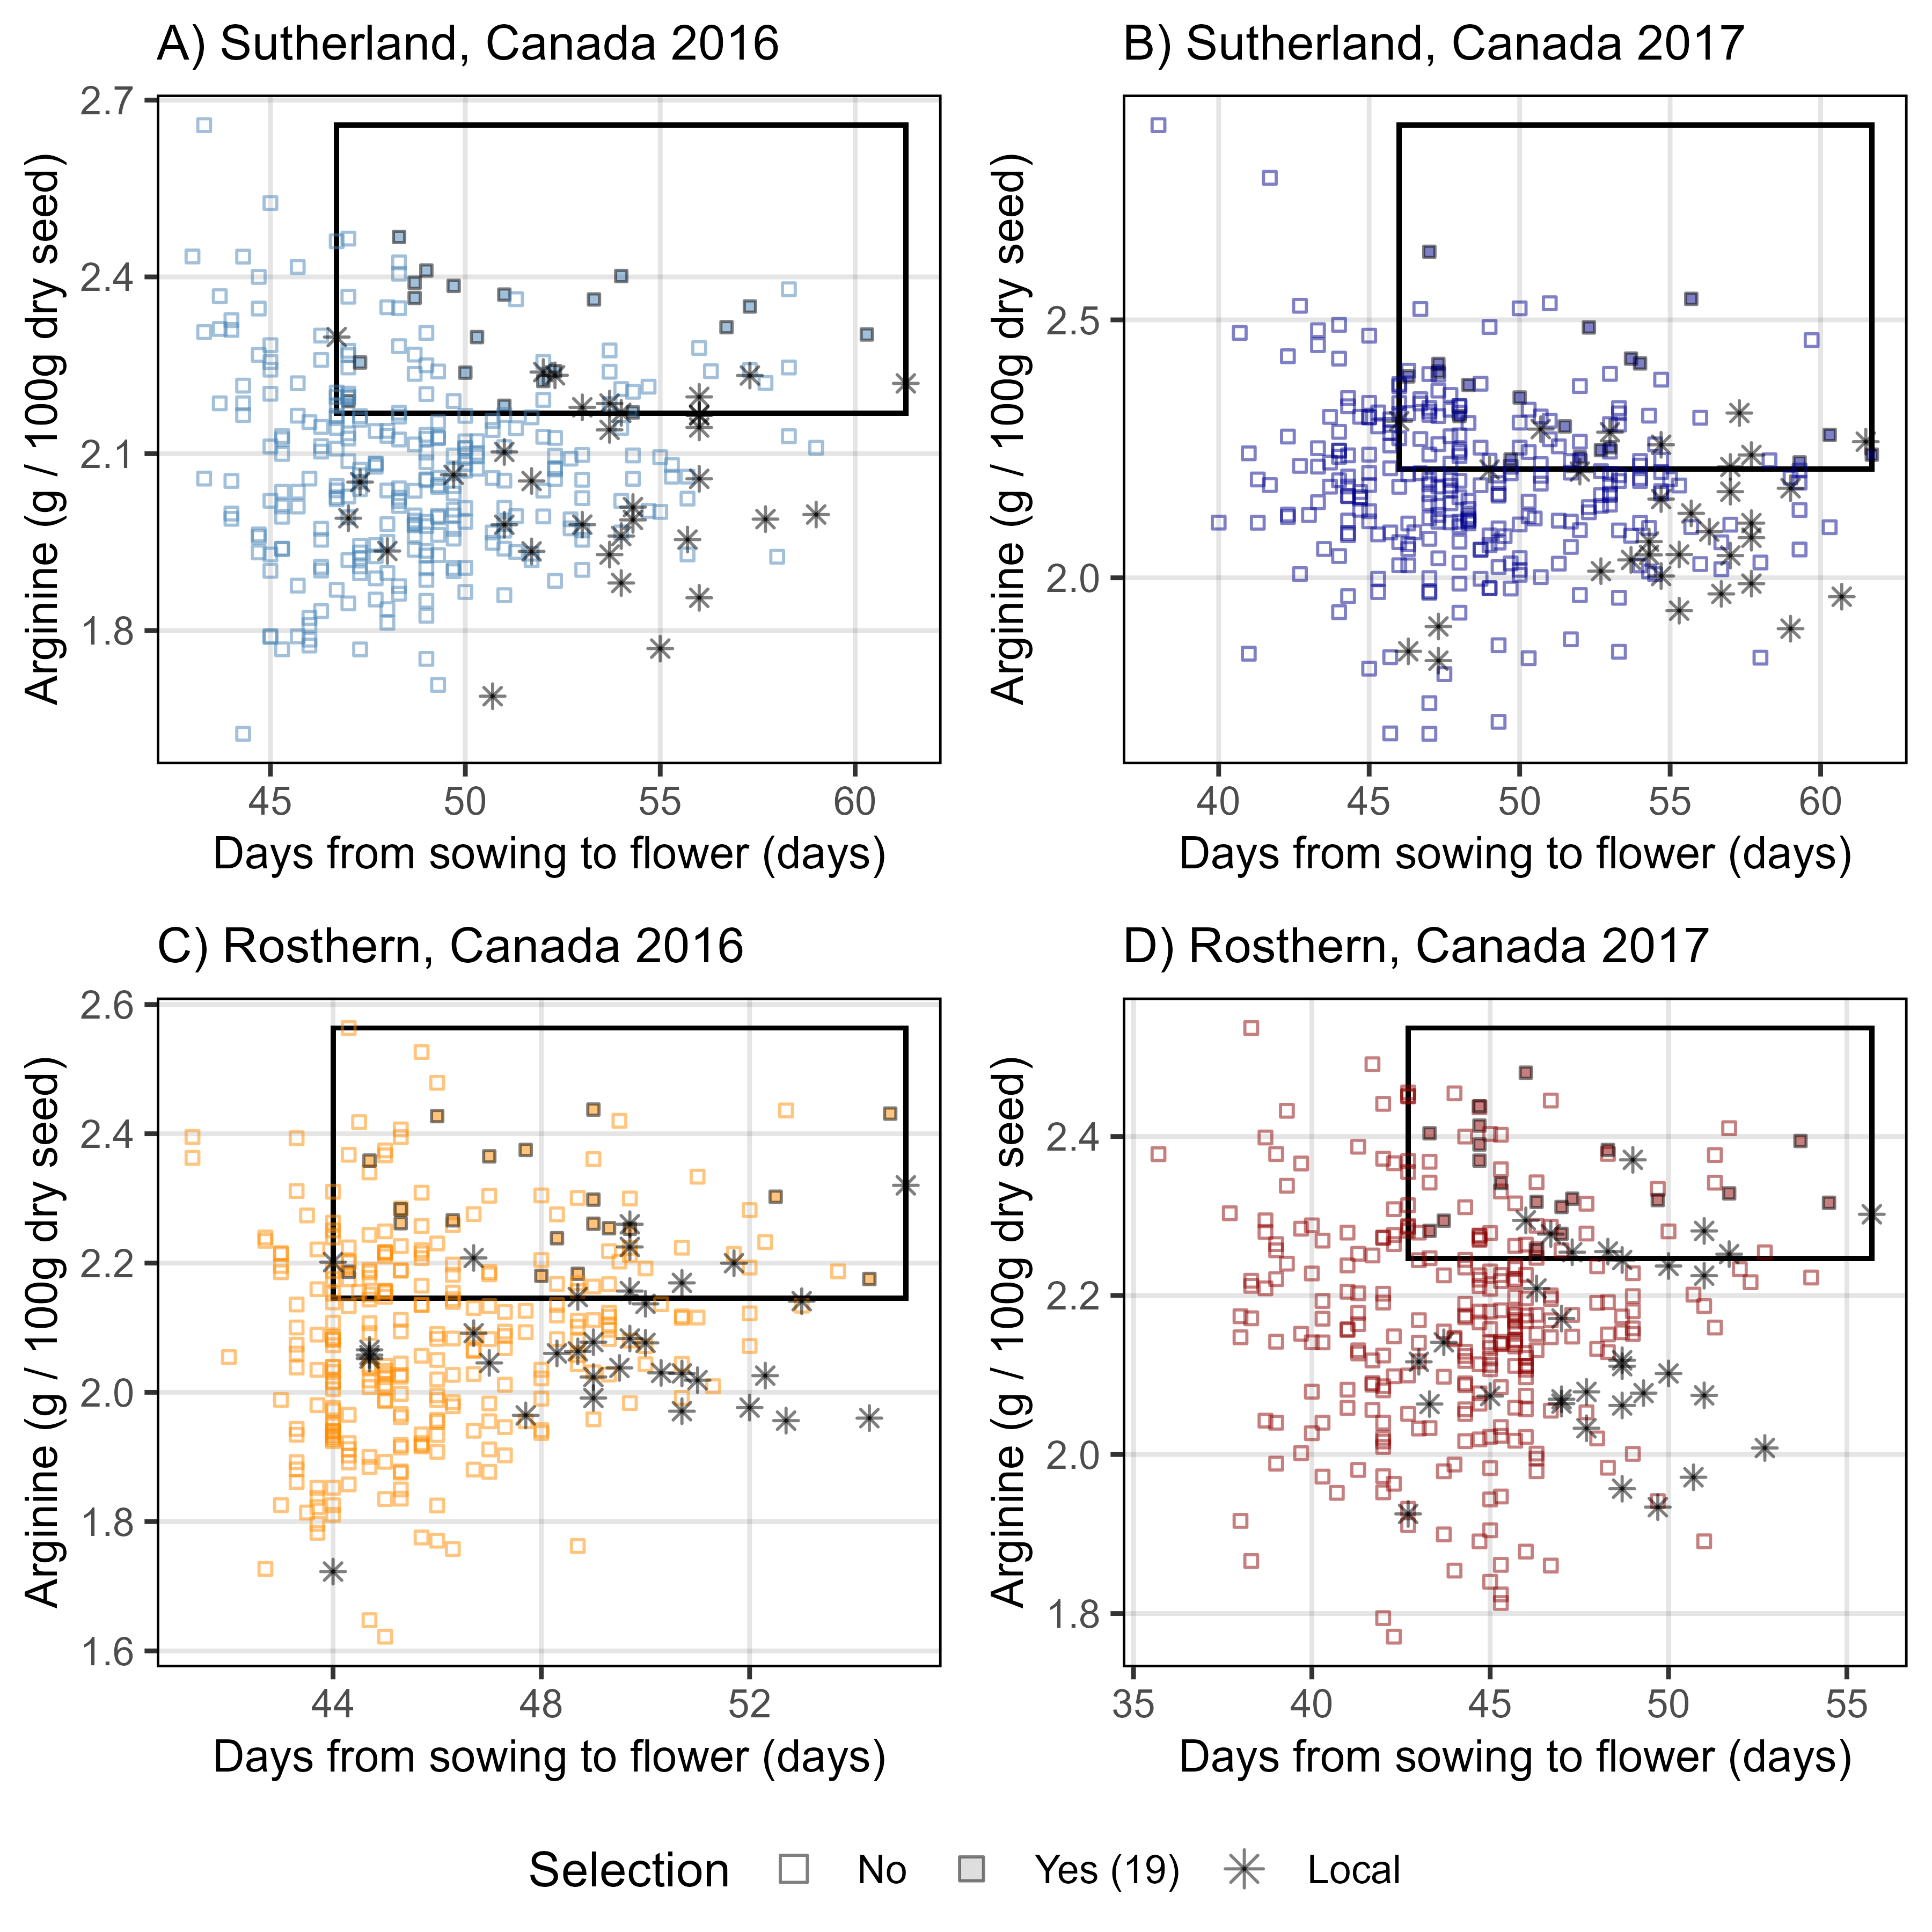 A) Sutherland, Canada 2016
Arginine (g / 100g dry seed)
2.7
2.4
2.1
1.8
45 50 55 60
Days from sowing to flower (days)
B) Sutherland, Canada 2017
Arginine (g / 100g dry seed)
2.5
2.0
40 45 50 55 60
Days from sowing to flower (days)
C) Rosthern, Canada 2016
Arginine (g / 100g dry seed)
2.6
2.4
2.2
2.0
1.8
1.6
44 48 52
Days from sowing to flower (days)
D) Rosthern, Canada 2017
Arginine (g / 100g dry seed)
2.4
2.2
2.0
1.8
35 40 45 50 55
Days from sowing to flower (days)
Selection No Yes (19) Local